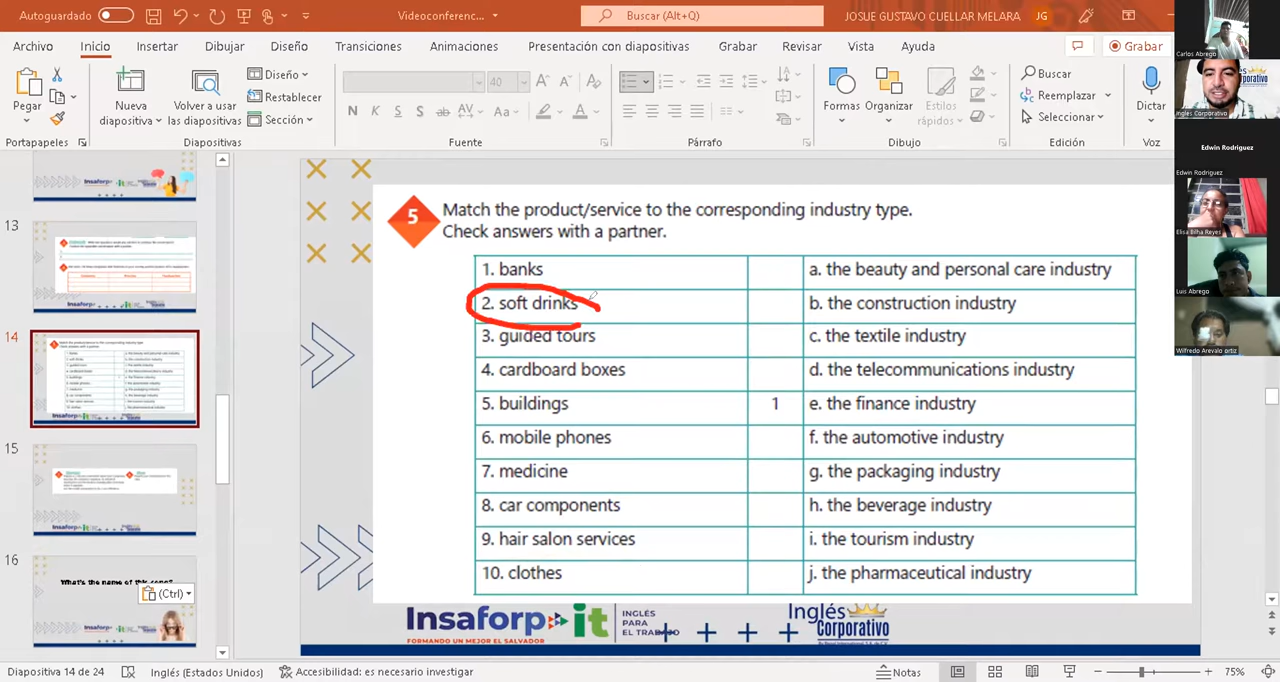 Autoguardado
Videoconferenc...
Buscar (Alt+Q)
JOSUE GUSTAVO CUELLAR MELARA
JG
Archivo Inicio Insertar Dibujar Diseño Transiciones Animaciones Presentación con diapositivas Grabar Revisar Vista Ayuda
Grabar
Pegar
Nueva diapositiva
Volver a usar las diapositivas
Diseño
Restablecer
Sección
40
N K S S ab AV Aa A
Formas
Organizar
Estilos rápidos
Buscar
Reemplazar
Seleccionar
Dictar
Portapapeles
Diapositivas
Fuente
Párrafo
Dibujo
Edición
Voz
Carlos Abrego
Inglés Corporativo
Edwin Rodriguez
Edwin Rodriguez
Elisa Bilha Reyes
Luis Abrego
Wilfredo Arevalo ortiz
13
14
15
16
What's the name of this song?
(Ctrl)
5
Match the product/service to the corresponding industry type.
Check answers with a partner.
1. banks a. the beauty and personal care industry
2. soft drinks b. the construction industry
3. guided tours c. the textile industry
4. cardboard boxes d. the telecommunications industry
5. buildings 1 e. the finance industry
6. mobile phones f. the automotive industry
7. medicine g. the packaging industry
8. car components h. the beverage industry
9. hair salon services i. the tourism industry
10. clothes j. the pharmaceutical industry
Insaforp it
FORMANDO UN MEJOR EL SALVADOR
INGLÉS
PARA
EL TRABAJO
Inglés
Corporativo
Diapositiva 14 de 24
Inglés (Estados Unidos)
Accesibilidad: es necesario investigar
Notas
75%